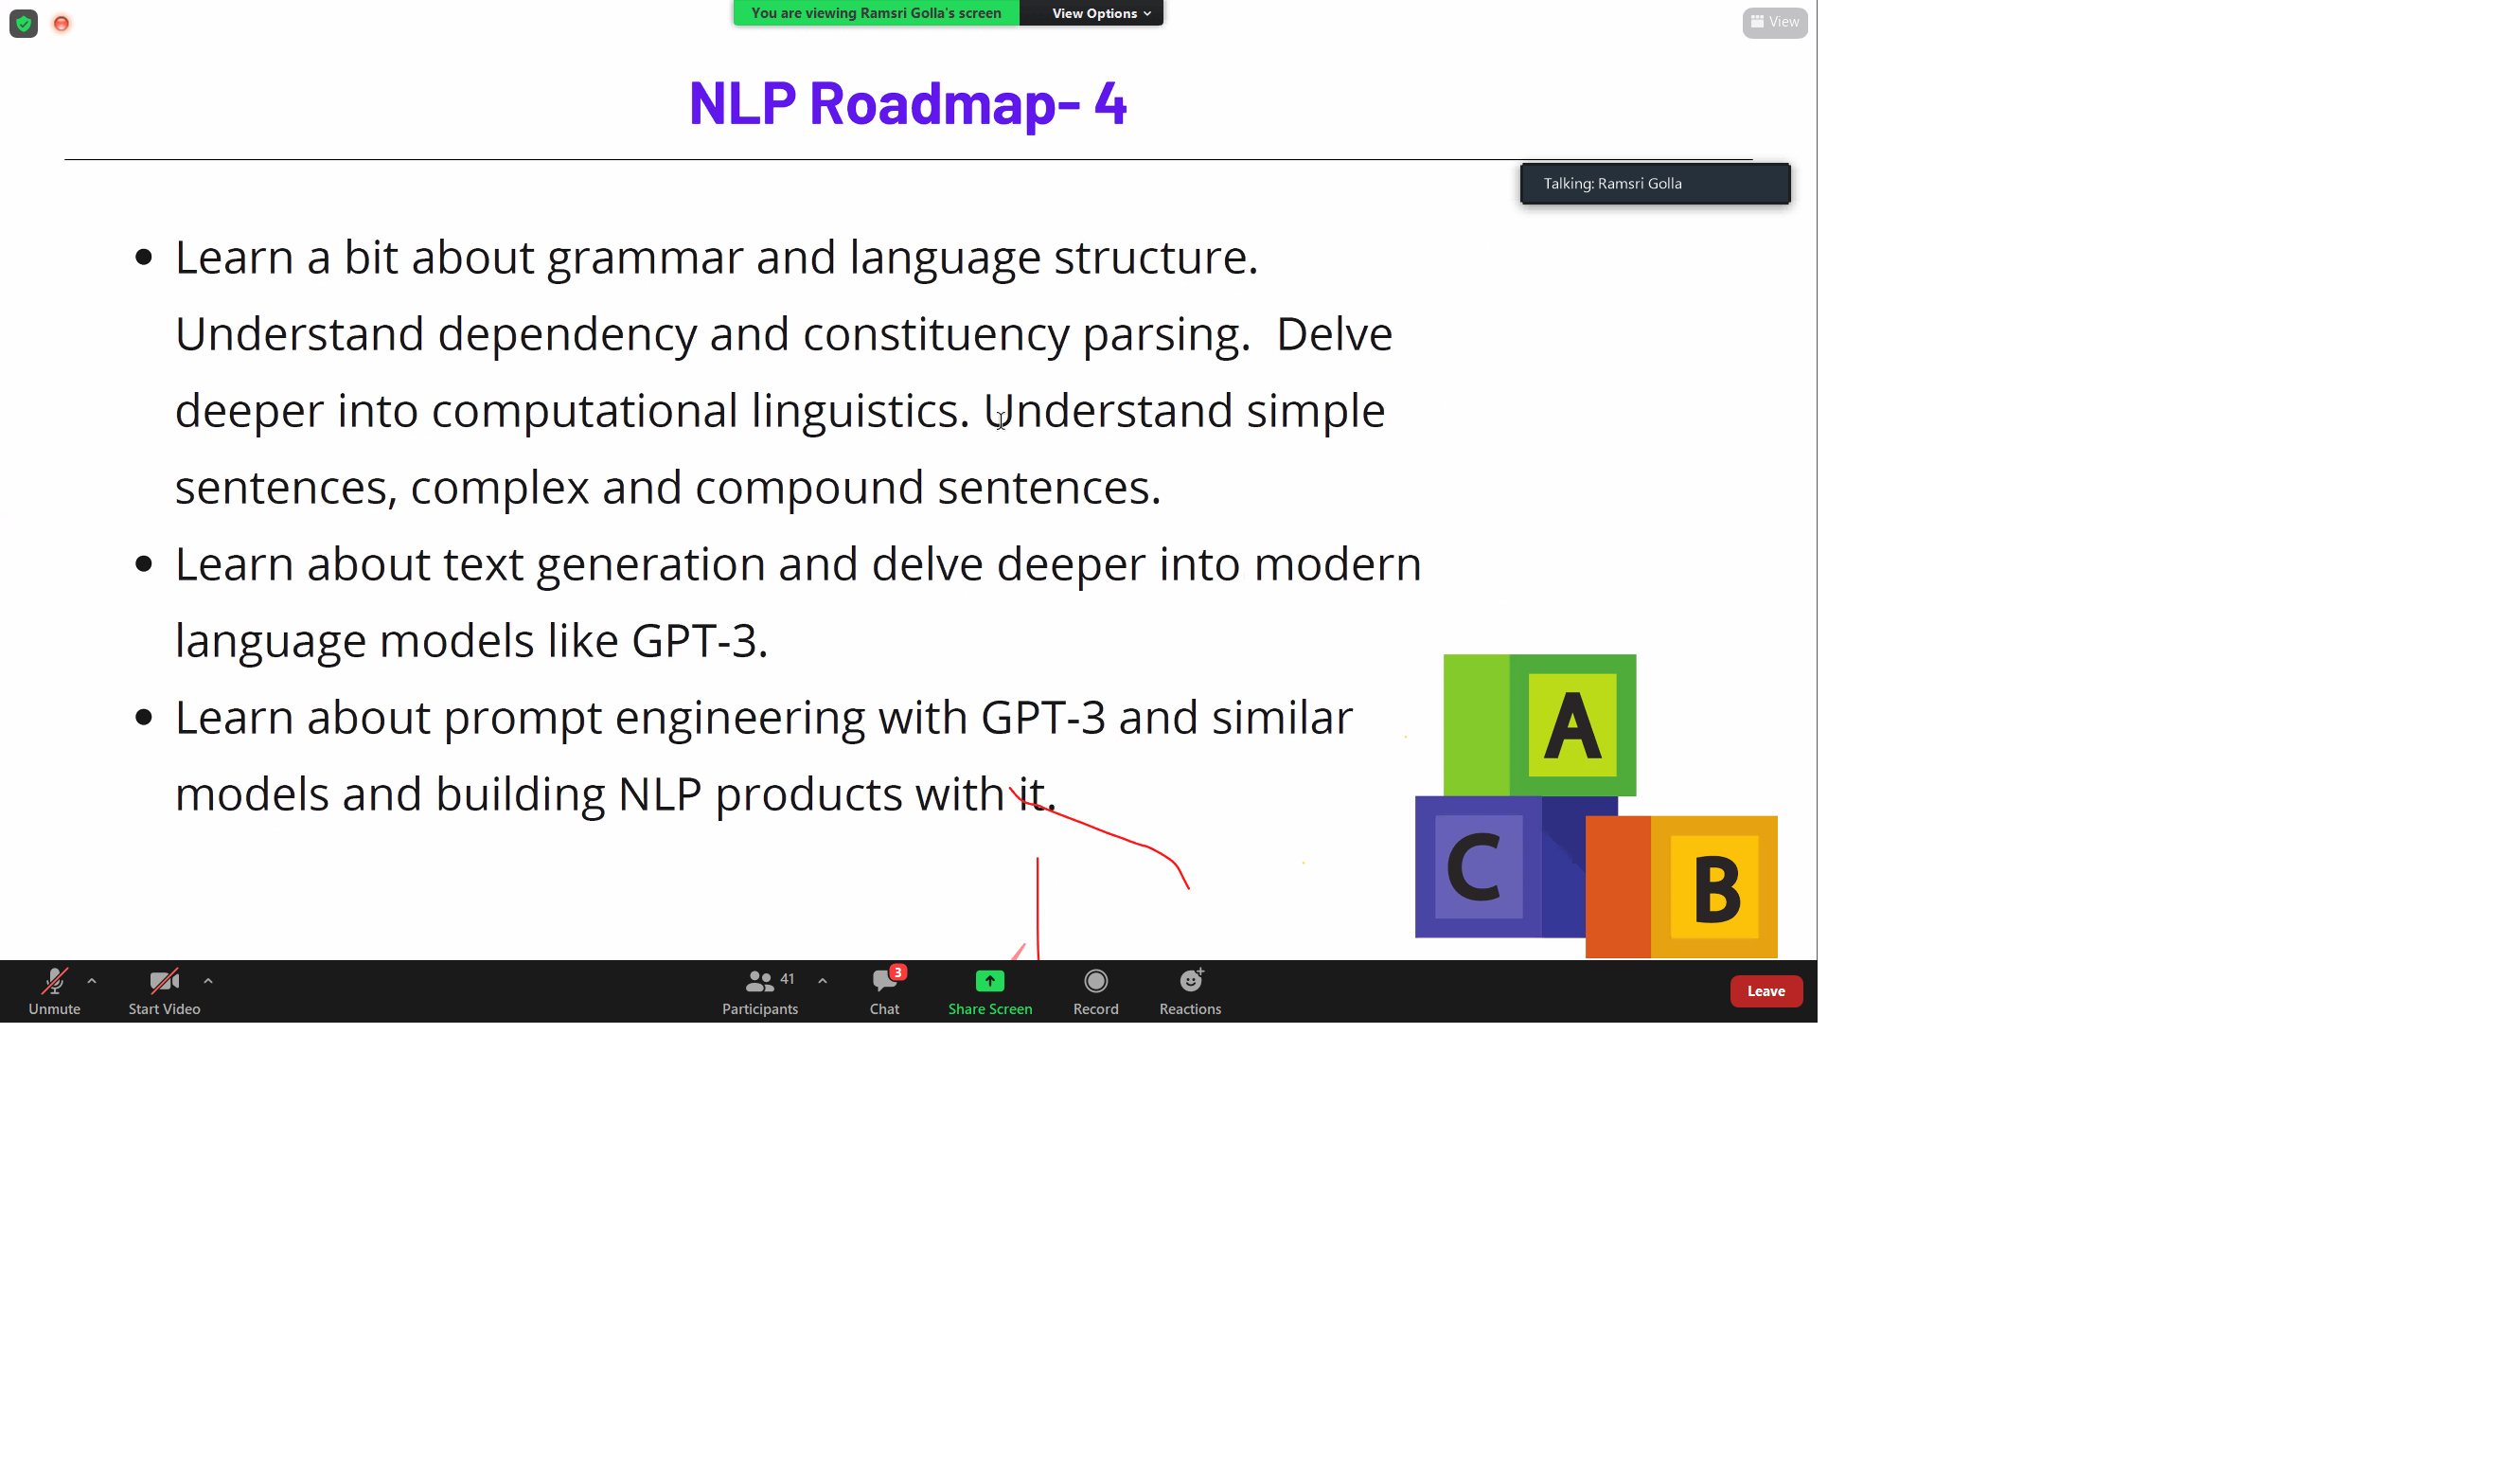 You are viewing Ramsri Golla's screen
View Options
View
NLP Roadmap- 4
Talking: Ramsri Golla
Learn a bit about grammar and language structure.
Understand dependency and constituency parsing.  Delve
deeper into computational linguistics. Understand simple
sentences, complex and compound sentences.
Learn about text generation and delve deeper into modern
language models like GPT-3.
Learn about prompt engineering with GPT-3 and similar
models and building NLP products with it.
A
C
B
Unmute
Start Video
41
Participants
3
Chat
Share Screen
Record
Reactions
Leave